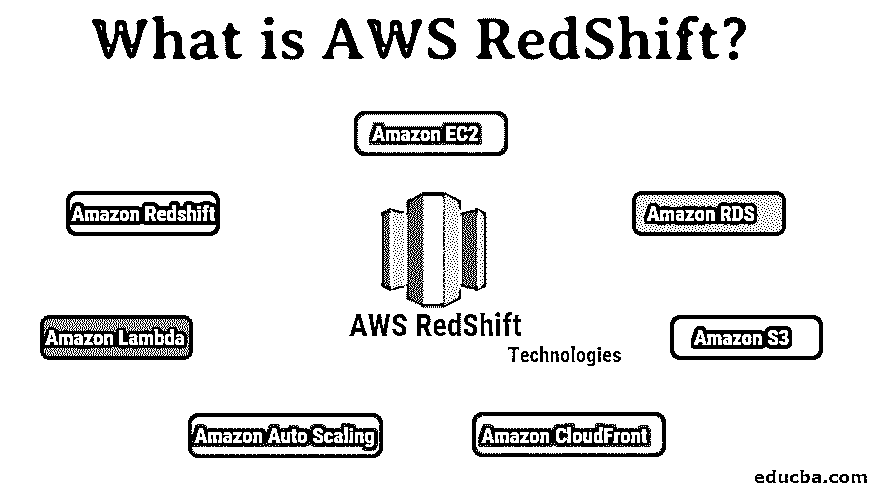 What is AWS RedShift?
Amazon EC2
Amazon Redshift
Amazon RDS
AWS RedShift
Amazon Lambda
Technologies
Amazon S3
Amazon Auto Scaling
Amazon CloudFront
educba.com